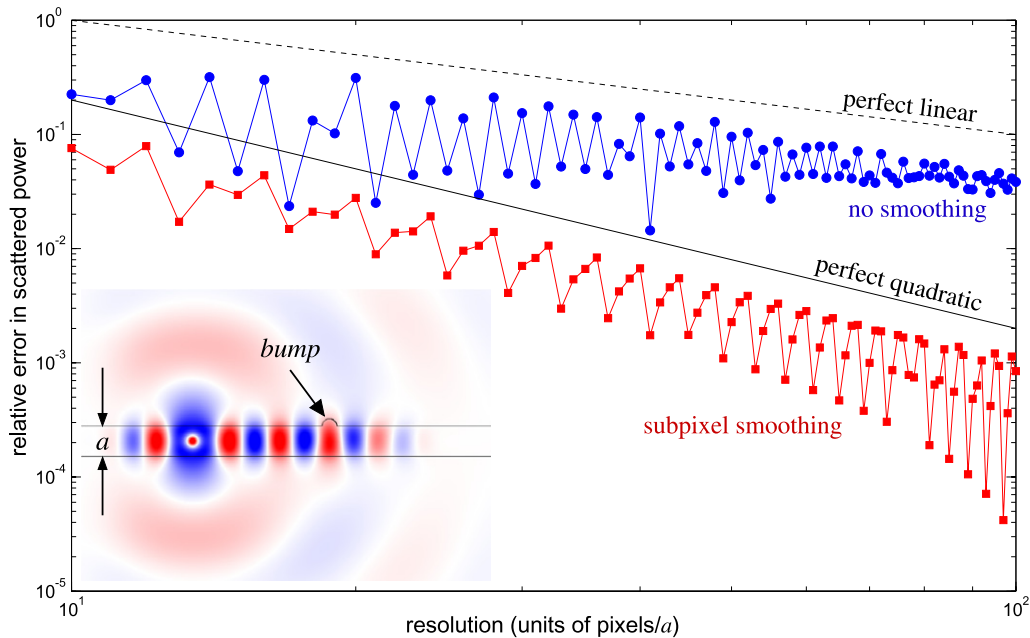 relative error in scattered power
10^0
10^-1
10^-2
10^-3
10^-4
10^-5
perfect linear
no smoothing
perfect quadratic
bump
a
subpixel smoothing
10^1
10^2
resolution (units of pixels/a)